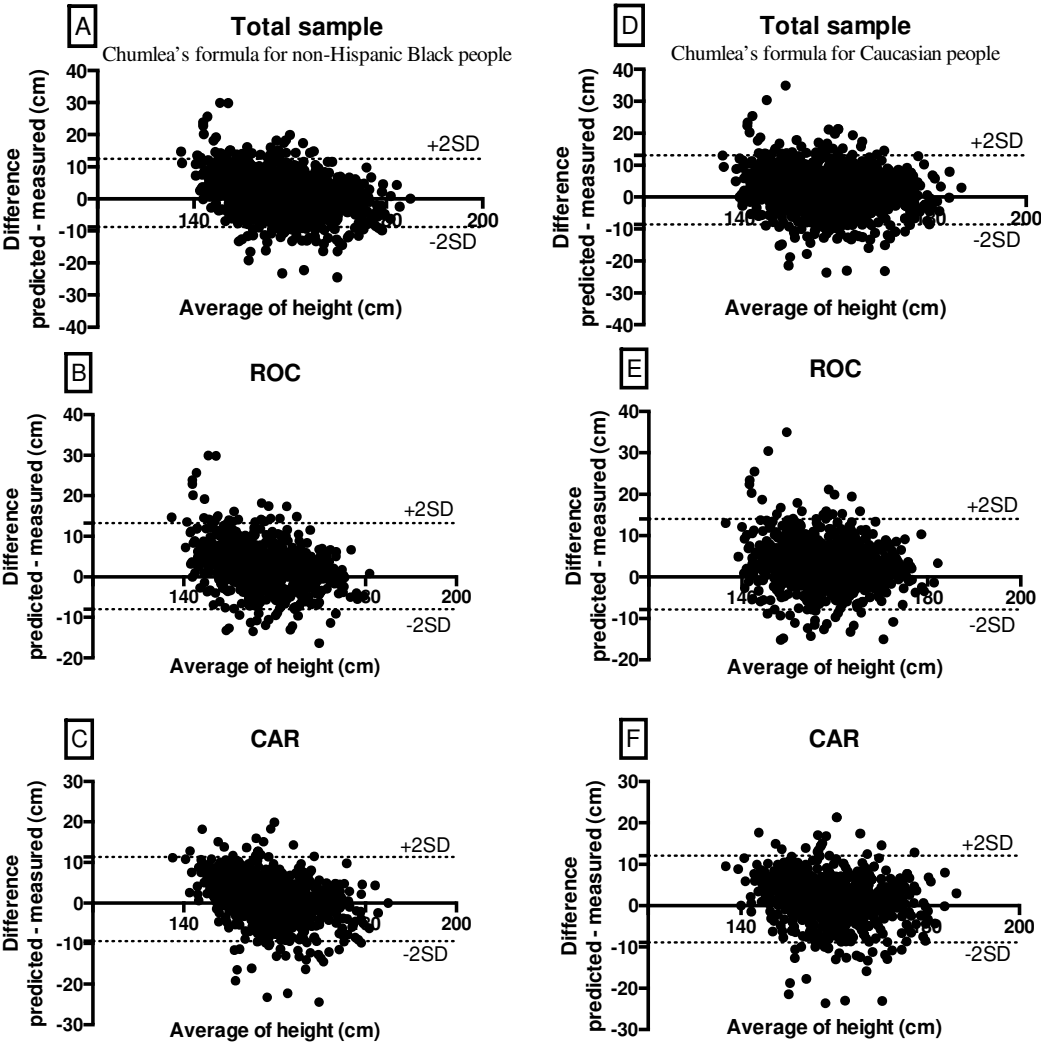 A
Total sample
Chumlea's formula for non-Hispanic Black people
Difference
predicted - measured (cm)
40
30
20
10
0
-10
-20
-30
-40
+2SD
-2SD
140
200
Average of height (cm)
D
Total sample
Chumlea's formula for Caucasian people
Difference
predicted - measured (cm)
40
30
20
10
0
-10
-20
-30
-40
+2SD
-2SD
200
Average of height (cm)
B
ROC
Difference
predicted - measured (cm)
40
30
20
10
0
-10
-20
+2SD
-2SD
140
200
Average of height (cm)
E
ROC
Difference
predicted - measured (cm)
40
30
20
10
0
-10
-20
+2SD
-2SD
180
200
Average of height (cm)
C
CAR
Difference
predicted - measured (cm)
30
20
10
0
-10
-20
-30
+2SD
-2SD
140
200
Average of height (cm)
F
CAR
Difference
predicted - measured (cm)
30
20
10
0
-10
-20
-30
+2SD
-2SD
140
200
Average of height (cm)